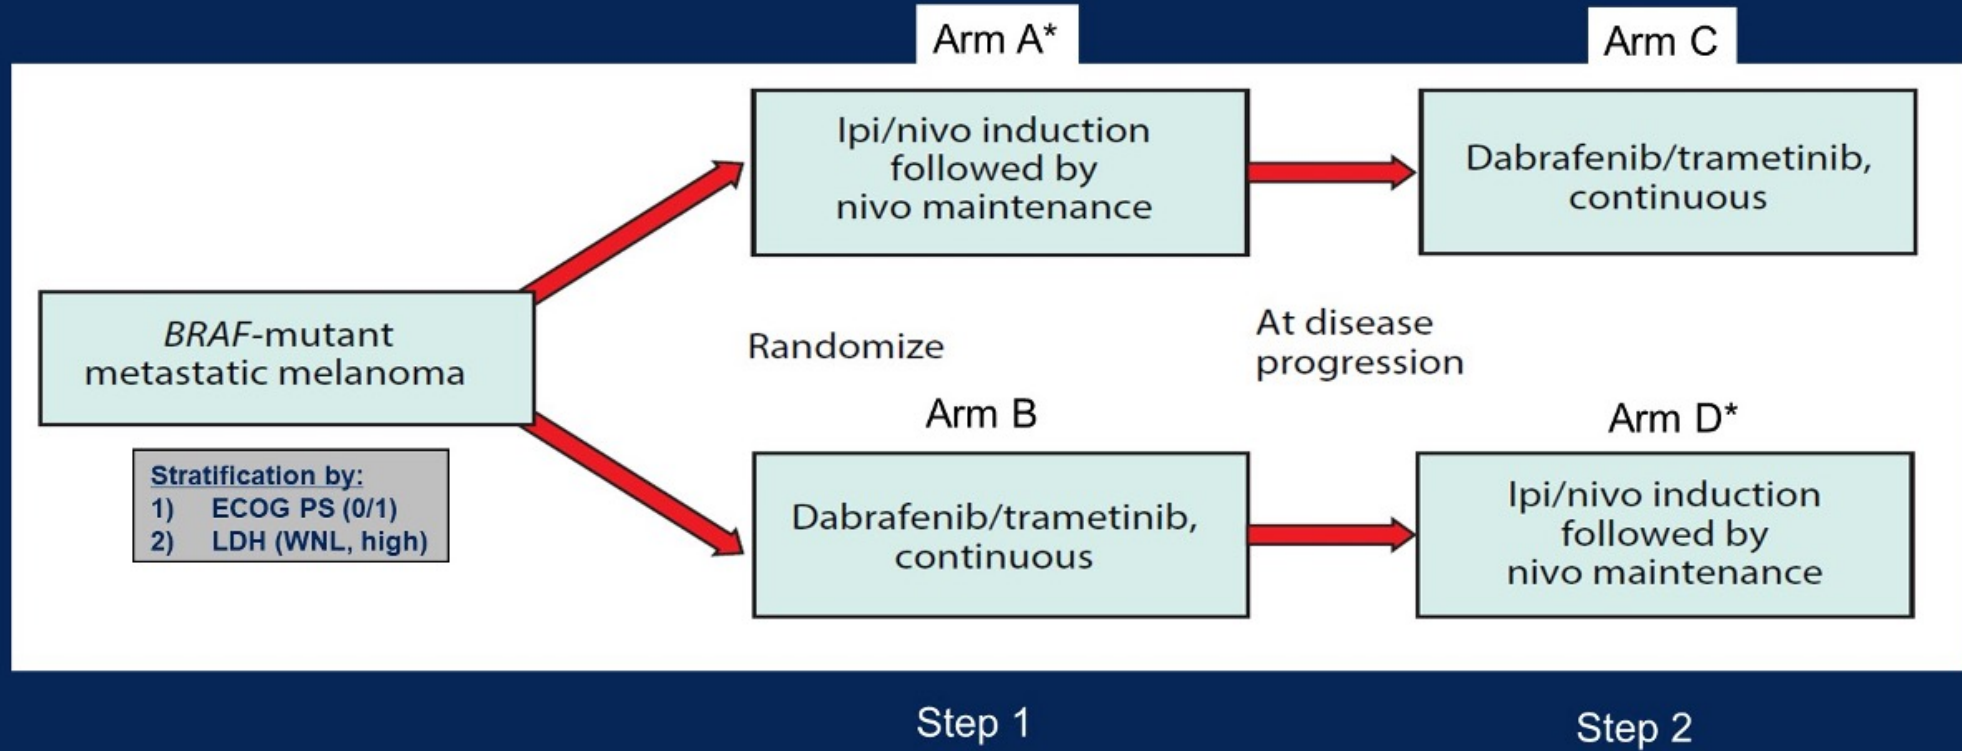 Arm A*
Arm C
Ipi/nivo induction
followed by
nivo maintenance
Dabrafenib/trametinib,
continuous
BRAF-mutant
metastatic melanoma
Randomize
At disease
progression
Stratification by:
1) ECOG PS (0/1)
2) LDH (WNL, high)
Arm B
Arm D*
Dabrafenib/trametinib,
continuous
Ipi/nivo induction
followed by
nivo maintenance
Step 1
Step 2